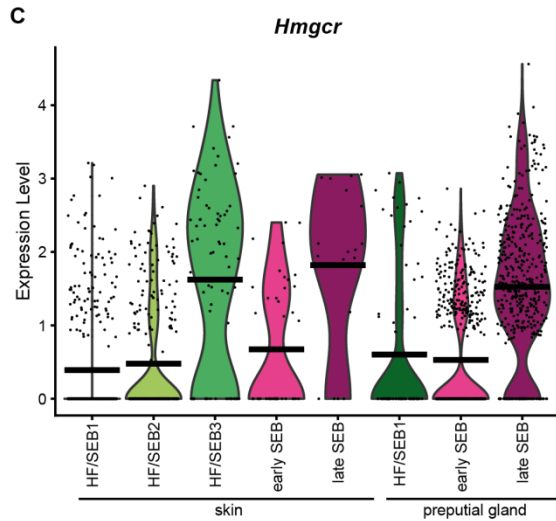 C
Hmgcr
Expression Level
4
3
2
1
0
HF/SEB1
HF/SEB2
HF/SEB3
early SEB
late SEB
HF/SEB1
early SEB
late SEB
skin
preputial gland